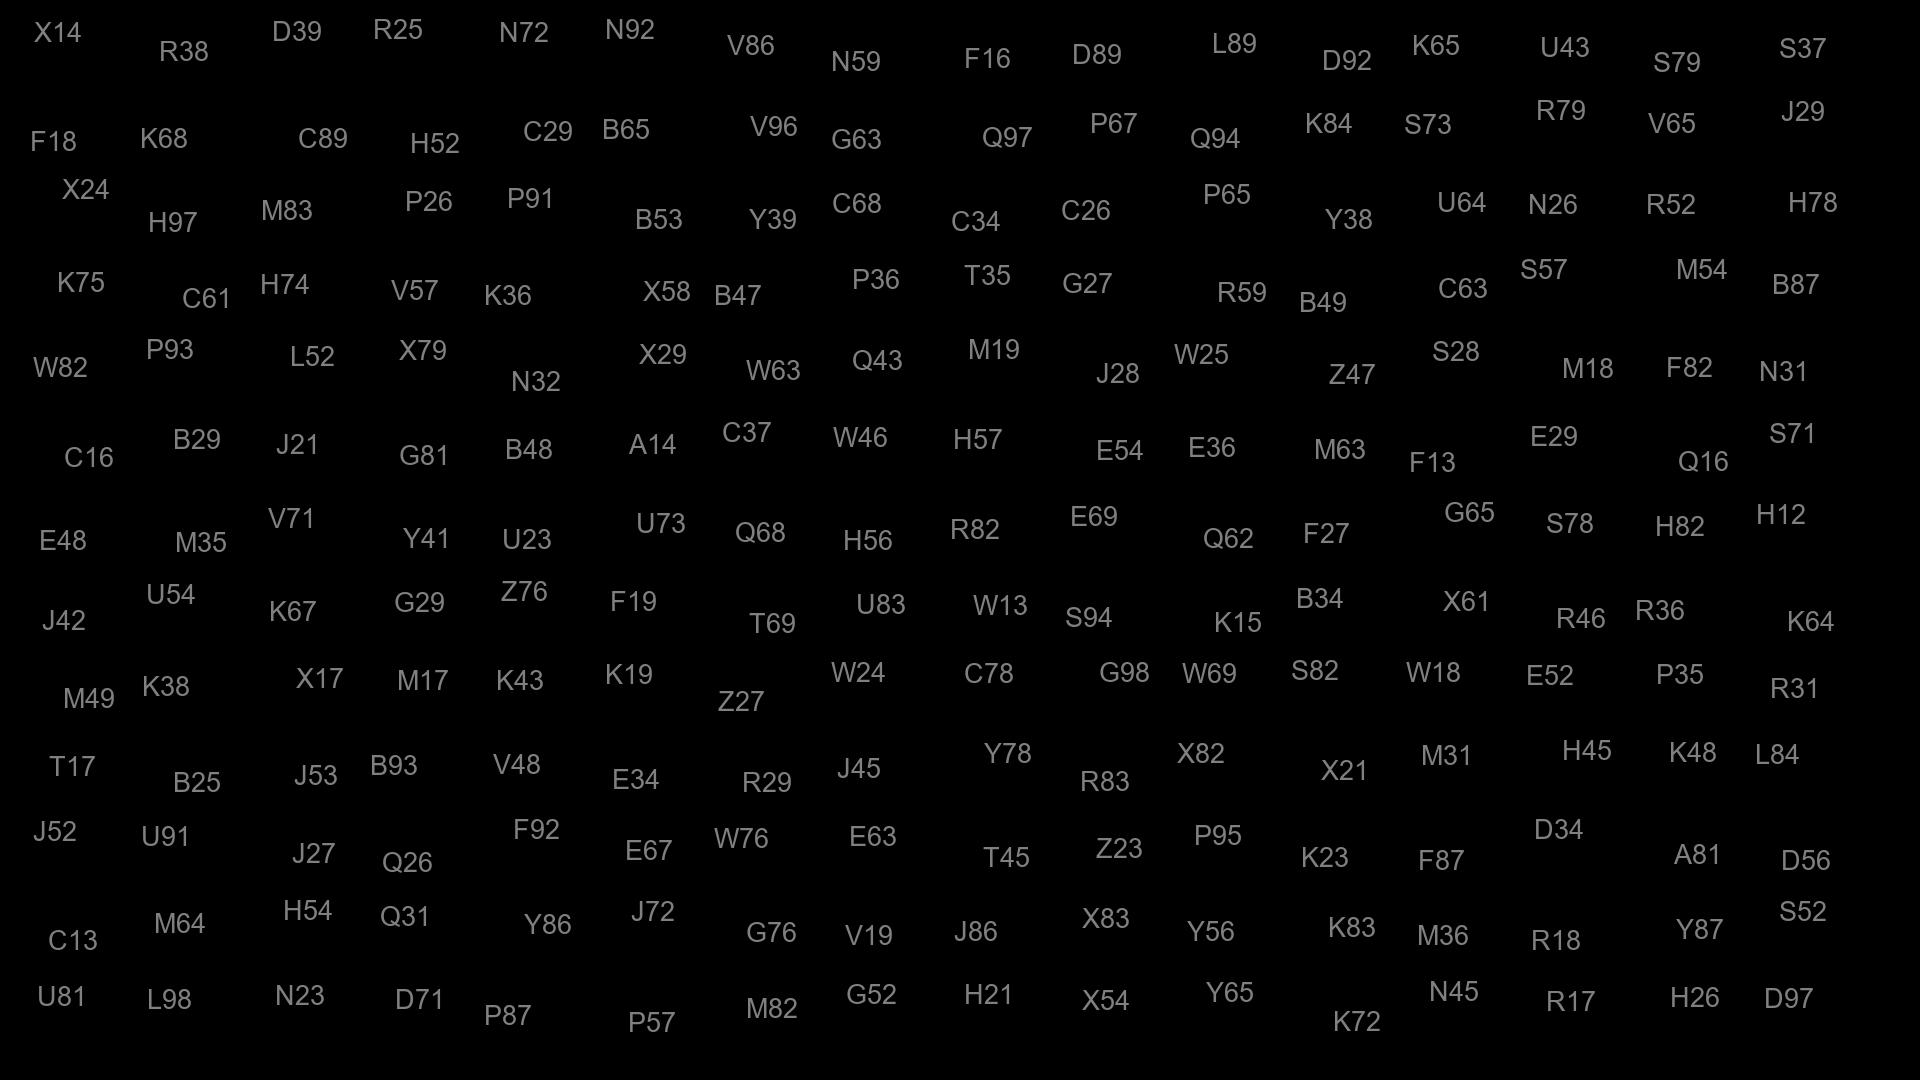 X14 R38 D39 R25 N72 N92 V86 N59 F16 D89 L89 D92 K65 U43 S79 S37
F18 K68 C89 H52 C29 B65 V96 G63 Q97 P67 Q94 K84 S73 R79 V65 J29
X24 H97 M83 P26 P91 B53 Y39 C68 C34 C26 P65 Y38 U64 N26 R52 H78
K75 C61 H74 V57 K36 X58 B47 P36 T35 G27 R59 B49 C63 S57 M54 B87
W82 P93 L52 X79 N32 X29 W63 Q43 M19 J28 W25 Z47 S28 M18 F82 N31
C16 B29 J21 G81 B48 A14 C37 W46 H57 E54 E36 M63 F13 E29 Q16 S71
E48 M35 V71 Y41 U23 U73 Q68 H56 R82 E69 Q62 F27 G65 S78 H82 H12
J42 U54 K67 G29 Z76 F19 T69 U83 W13 S94 K15 B34 X61 R46 R36 K64
M49 K38 X17 M17 K43 K19 Z27 W24 C78 G98 W69 S82 W18 E52 P35 R31
T17 B25 J53 B93 V48 E34 R29 J45 Y78 R83 X82 X21 M31 H45 K48 L84
J52 U91 J27 Q26 F92 E67 W76 E63 T45 Z23 P95 K23 F87 D34 A81 D56
C13 M64 H54 Q31 Y86 J72 G76 V19 J86 X83 Y56 K83 M36 R18 Y87 S52
U81 L98 N23 D71 P87 P57 M82 G52 H21 X54 Y65 K72 N45 R17 H26 D97